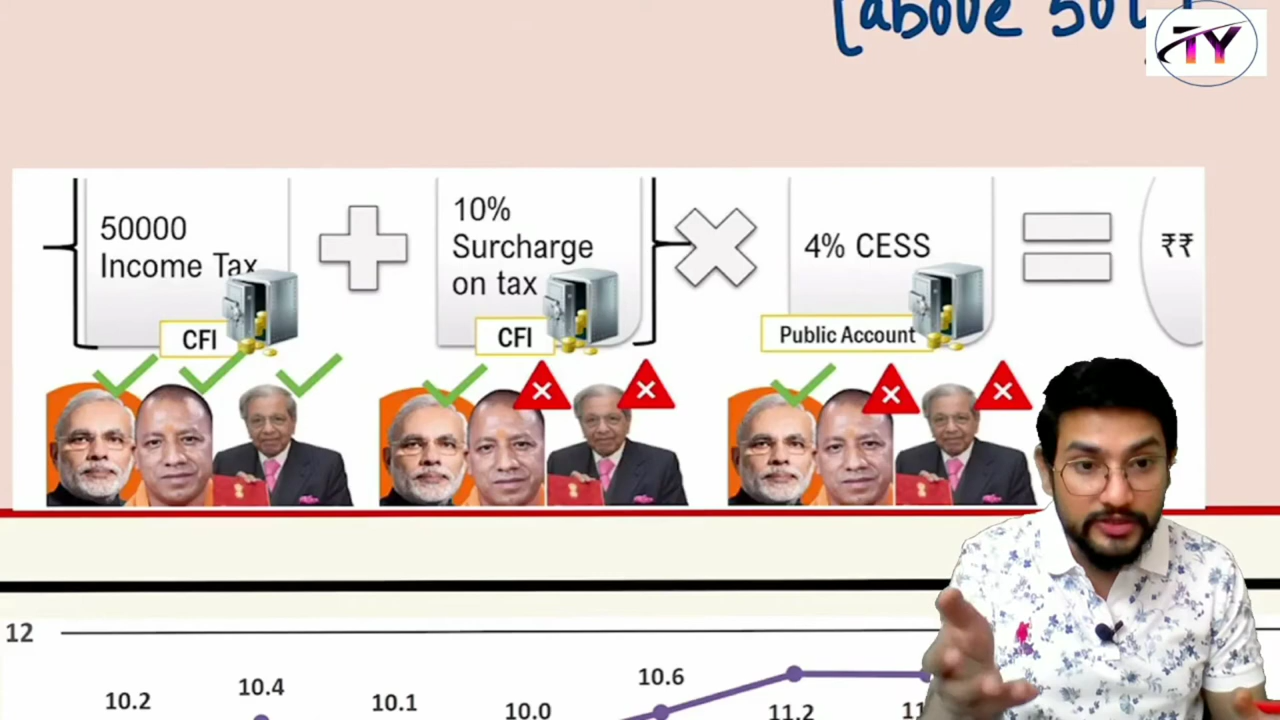 [above 50L
TY
50000
Income Tax
10%
Surcharge
on tax
4% CESS
₹₹
CFI
CFI
Public Account
12
10.2
10.4
10.1
10.0
10.6
11.2